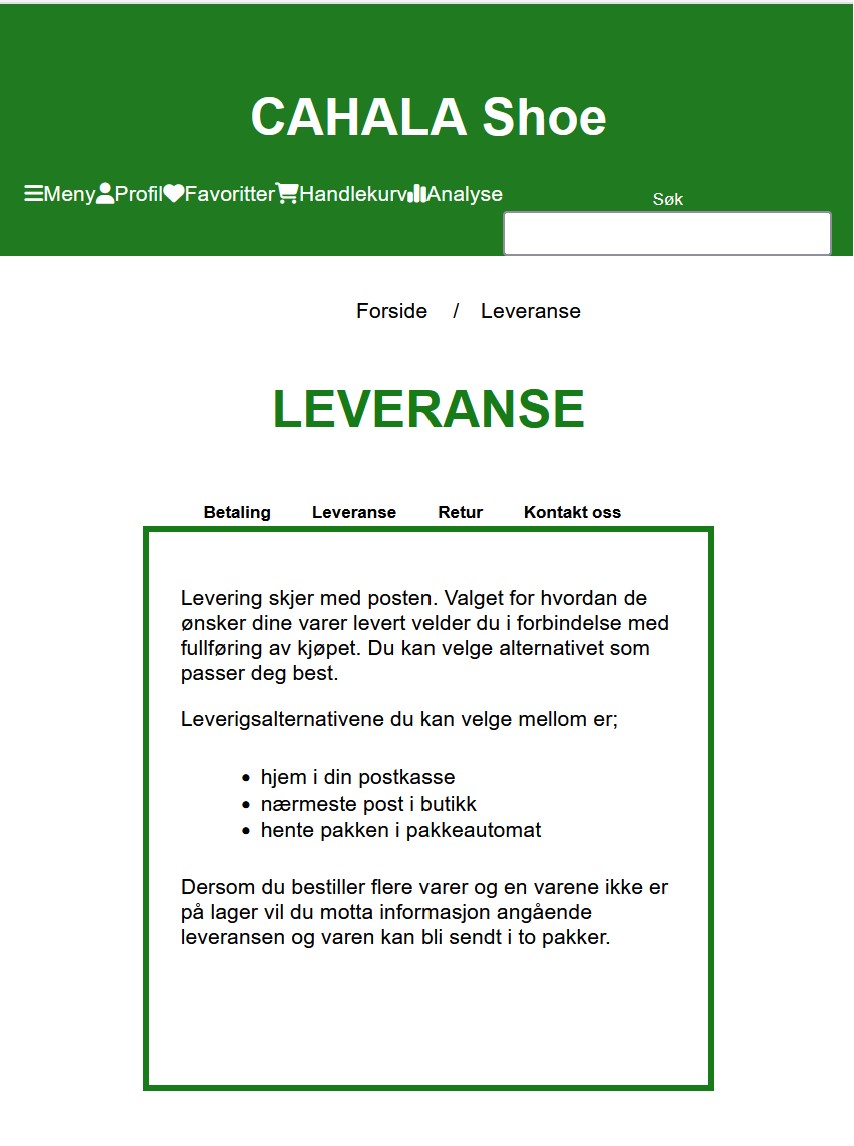 CAHALA Shoe
Meny Profil Favoritter Handlekurv Analyse
Søk
Forside / Leveranse
LEVERANSE
Betaling Leveranse Retur Kontakt oss
Levering skjer med posten. Valget for hvordan de
ønsker dine varer levert velder du i forbindelse med
fullføring av kjøpet. Du kan velge alternativet som
passer deg best.
Leverigsalternativene du kan velge mellom er;
• hjem i din postkasse
• nærmeste post i butikk
• hente pakken i pakkeautomat
Dersom du bestiller flere varer og en varene ikke er
på lager vil du motta informasjon angående
leveransen og varen kan bli sendt i to pakker.